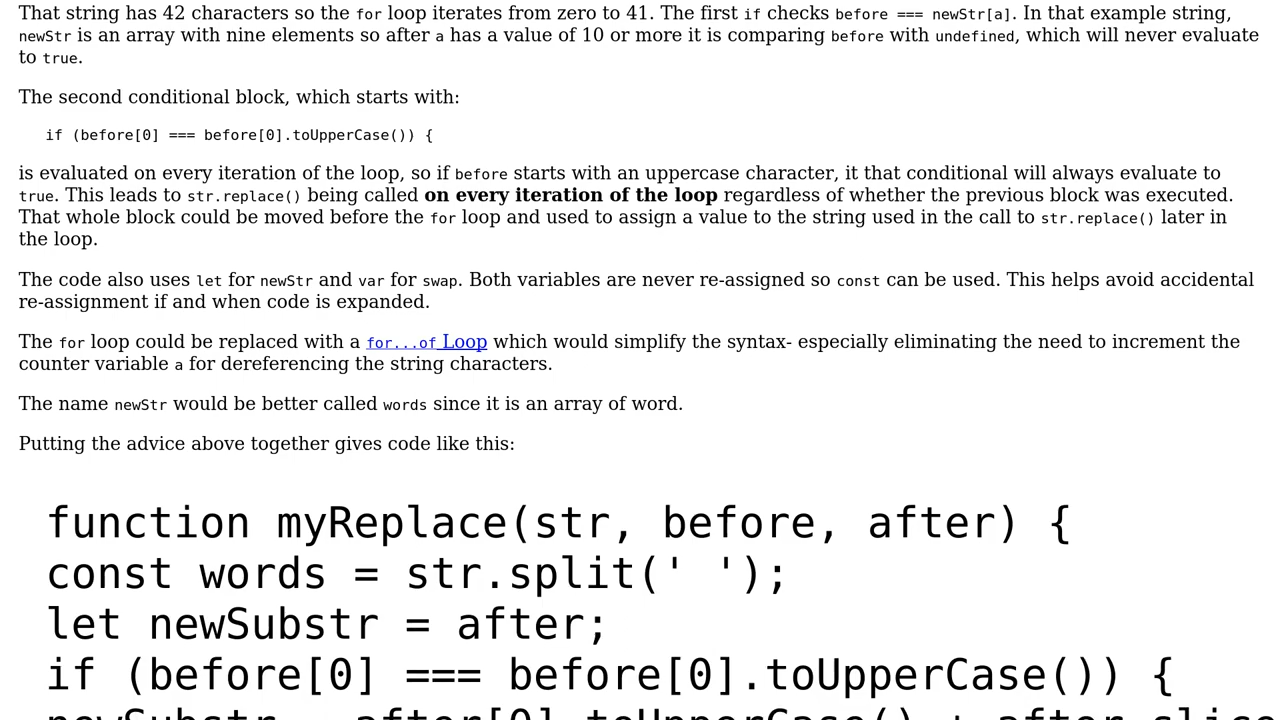 That string has 42 characters so the for loop iterates from zero to 41. The first if checks before === newStr[a]. In that example string,
newStr is an array with nine elements so after a has a value of 10 or more it is comparing before with undefined, which will never evaluate
to true.
The second conditional block, which starts with:
if (before[0] === before[0].toUpperCase()) {
is evaluated on every iteration of the loop, so if before starts with an uppercase character, it that conditional will always evaluate to
true. This leads to str.replace() being called on every iteration of the loop regardless of whether the previous block was executed.
That whole block could be moved before the for loop and used to assign a value to the string used in the call to str.replace() later in
the loop.
The code also uses let for newStr and var for swap. Both variables are never re-assigned so const can be used. This helps avoid accidental
re-assignment if and when code is expanded.
The for loop could be replaced with a for...of Loop which would simplify the syntax- especially eliminating the need to increment the
counter variable a for dereferencing the string characters.
The name newStr would be better called words since it is an array of word.
Putting the advice above together gives code like this:
function myReplace(str, before, after) {
const words = str.split(' ');
let newSubstr = after;
if (before[0] === before[0].toUpperCase()) {
newSubstr = after[0].toUpperCase() + after.slice